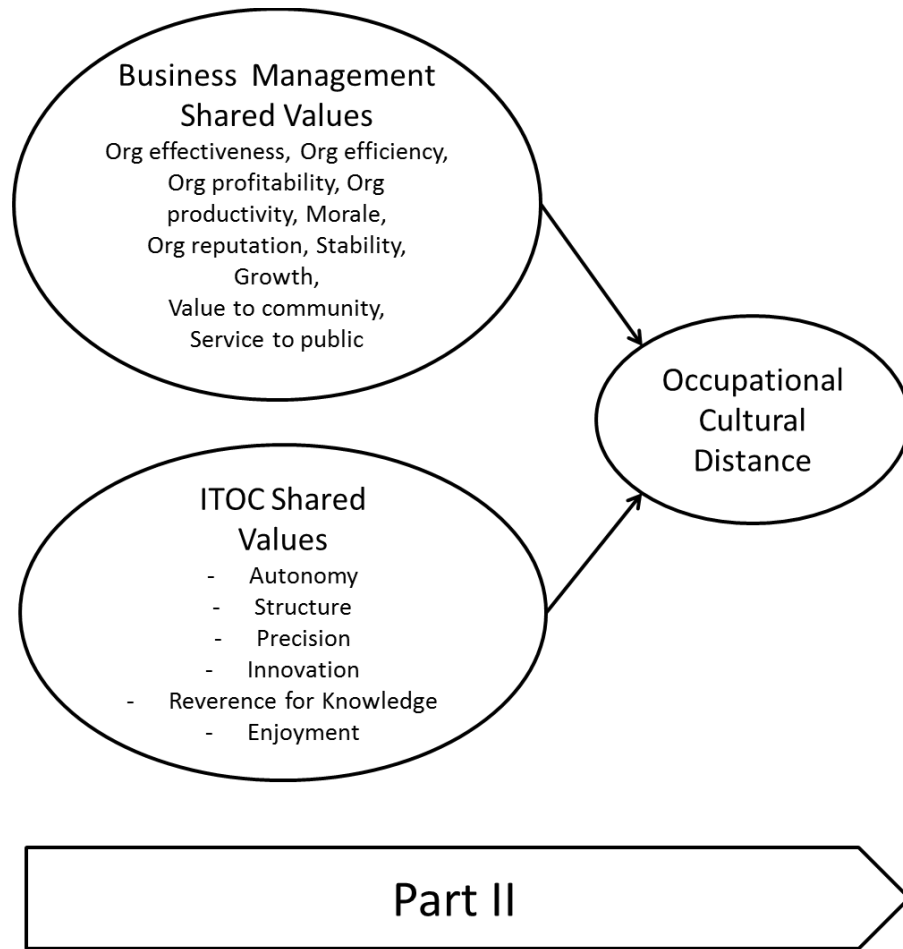 Business Management
Shared Values
Org effectiveness, Org efficiency,
Org profitability, Org
productivity, Morale,
Org reputation, Stability,
Growth,
Value to community,
Service to public
Occupational
Cultural
Distance
ITOC Shared
Values
- Autonomy
- Structure
- Precision
- Innovation
- Reverence for Knowledge
- Enjoyment
Part II